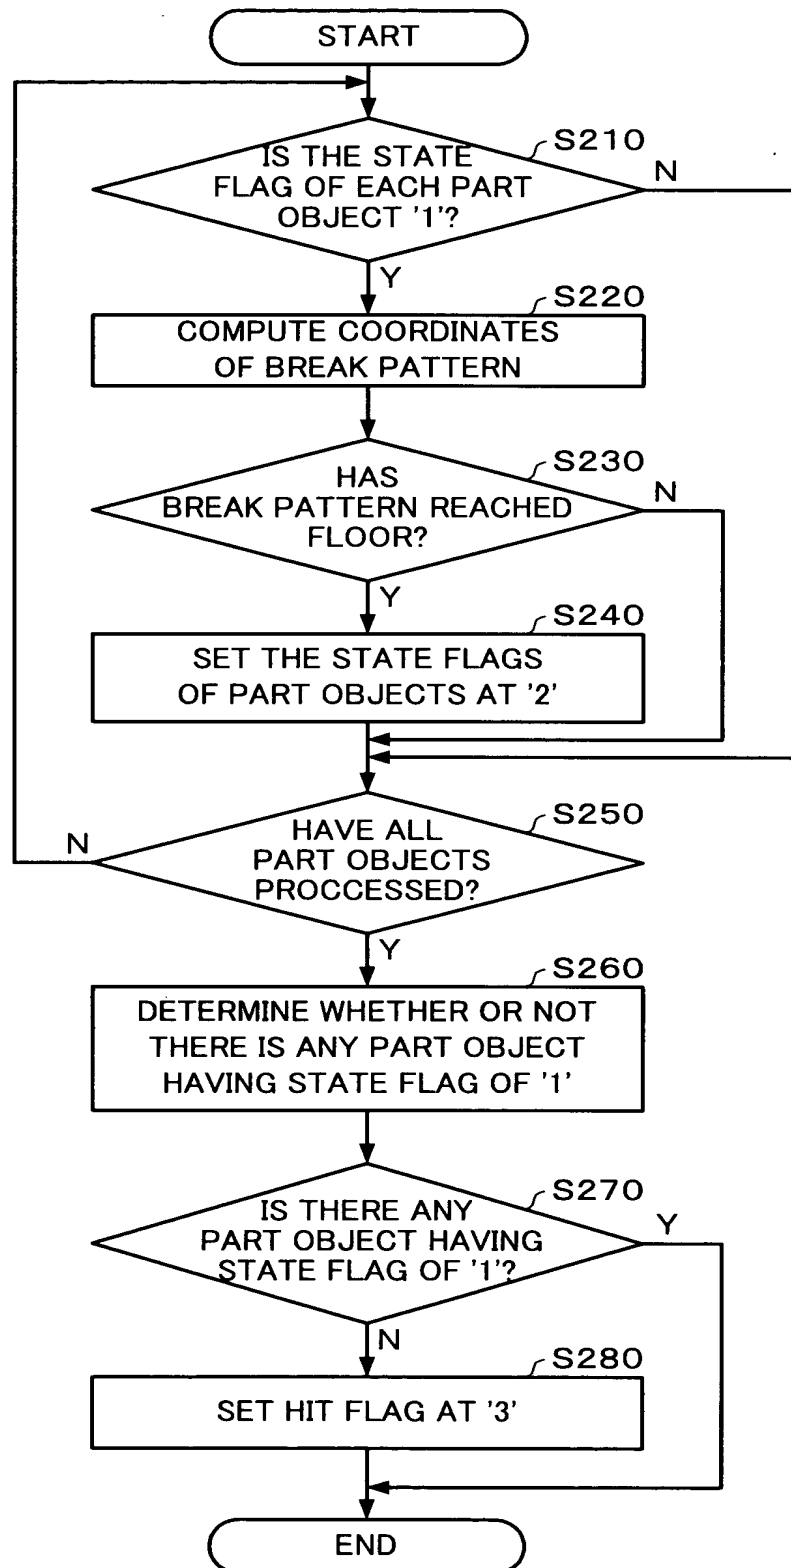 START
S210
IS THE STATE
FLAG OF EACH PART
OBJECT '1'?
N
Y
S220
COMPUTE COORDINATES
OF BREAK PATTERN
S230
HAS
BREAK PATTERN REACHED
FLOOR?
N
Y
S240
SET THE STATE FLAGS
OF PART OBJECTS AT '2'
S250
HAVE ALL
PART OBJECTS
PROCCESSED?
N
Y
S260
DETERMINE WHETHER OR NOT
THERE IS ANY PART OBJECT
HAVING STATE FLAG OF '1'
S270
IS THERE ANY
PART OBJECT HAVING
STATE FLAG OF '1'?
Y
N
S280
SET HIT FLAG AT '3'
END